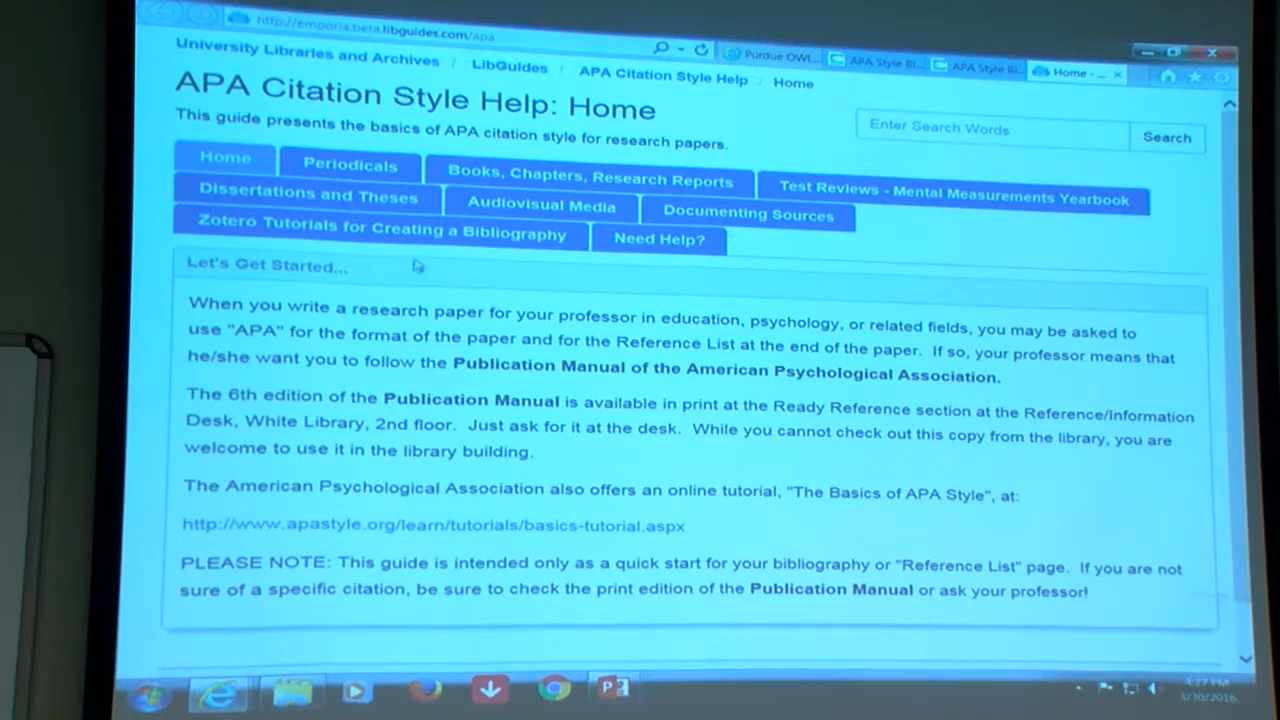 http://emporia.beta.libguides.com/apa
Purdue OWL...
APA Style Bl...
APA Style Bl...
Home - ...
University Libraries and Archives / LibGuides / APA Citation Style Help / Home
APA Citation Style Help: Home
This guide presents the basics of APA citation style for research papers.
Enter Search Words
Search
Home
Periodicals
Books, Chapters, Research Reports
Test Reviews - Mental Measurements Yearbook
Dissertations and Theses
Audiovisual Media
Documenting Sources
Zotero Tutorials for Creating a Bibliography
Need Help?
Let's Get Started...
When you write a research paper for your professor in education, psychology, or related fields, you may be asked to
use "APA" for the format of the paper and for the Reference List at the end of the paper. If so, your professor means that
he/she want you to follow the Publication Manual of the American Psychological Association.
The 6th edition of the Publication Manual is available in print at the Ready Reference section at the Reference/Information
Desk, White Library, 2nd floor. Just ask for it at the desk. While you cannot check out this copy from the library, you are
welcome to use it in the library building.
The American Psychological Association also offers an online tutorial, "The Basics of APA Style", at:
http://www.apastyle.org/learn/tutorials/basics-tutorial.aspx
PLEASE NOTE: This guide is intended only as a quick start for your bibliography or "Reference List" page. If you are not
sure of a specific citation, be sure to check the print edition of the Publication Manual or ask your professor!
4:27 PM
3/30/2016